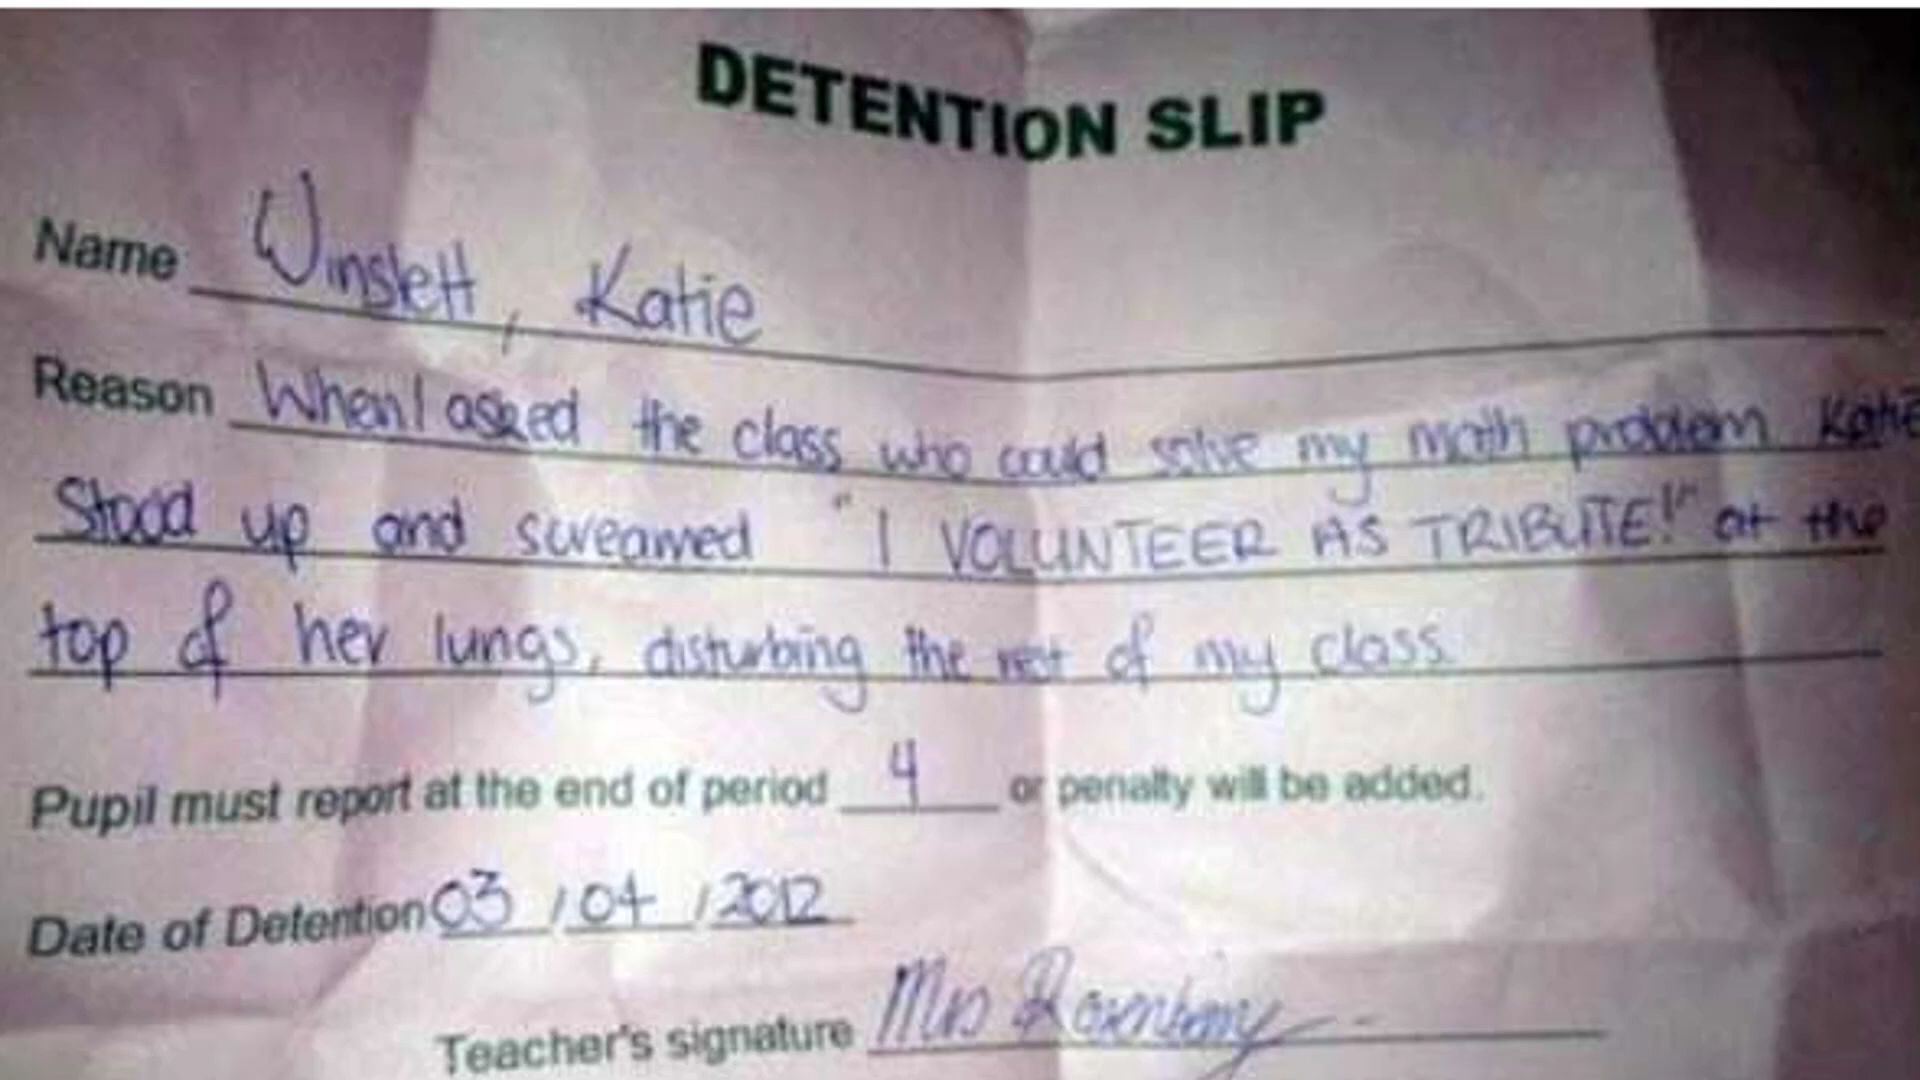 DETENTION SLIP
Name Winslett, Katie
Reason When I asked the class who could solve my math problem Katie
Stood up and screamed "I VOLUNTEER AS TRIBUTE!" at the
top of her lungs, disturbing the rest of my class.
Pupil must report at the end of period 4 or penalty will be added.
Date of Detention 03/04/2012
Teacher's signature Mrs